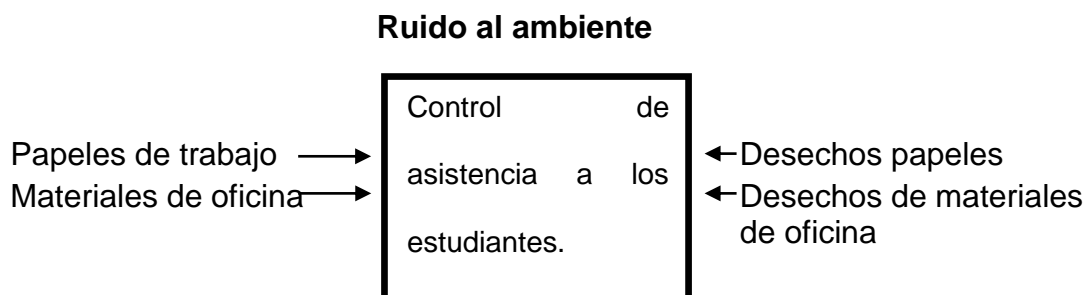 Ruido al ambiente
Control de
asistencia a los
estudiantes.
Papeles de trabajo
Materiales de oficina
Desechos papeles
Desechos de materiales
de oficina